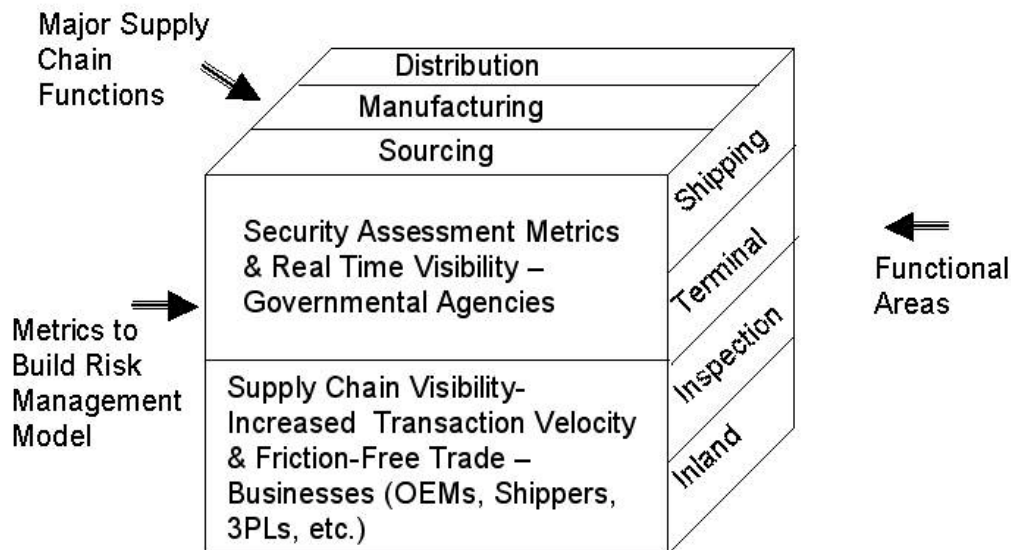 Major Supply
Chain
Functions
Distribution
Manufacturing
Sourcing
Shipping
Terminal
Inspection
Inland
Functional
Areas
Security Assessment Metrics
& Real Time Visibility –
Governmental Agencies
Metrics to
Build Risk
Management
Model
Supply Chain Visibility-
Increased  Transaction Velocity
& Friction-Free Trade –
Businesses (OEMs, Shippers,
3PLs, etc.)